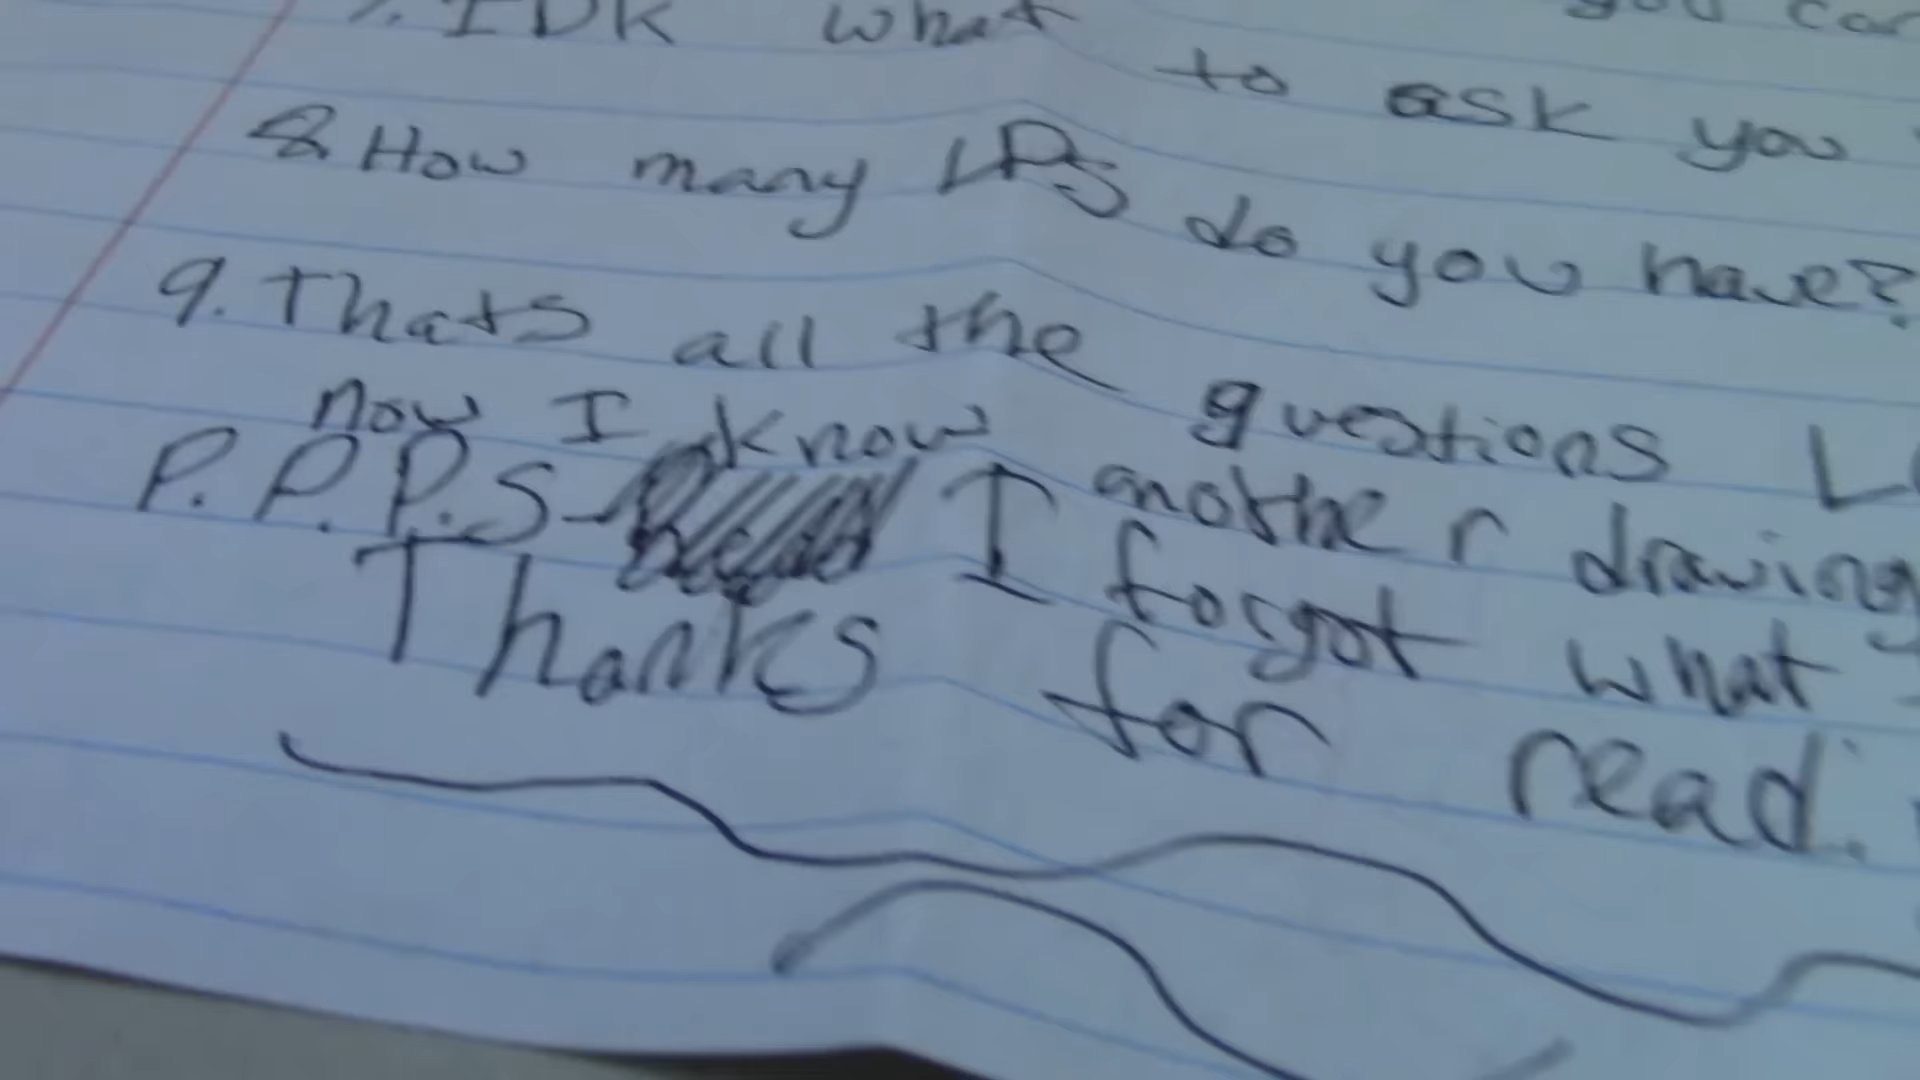 7. IDK what to ask you
8. How many LPS do you have?
9. Thats all the questions
now I know another drawing
P.P.P.S- I forgot what
Thanks for read